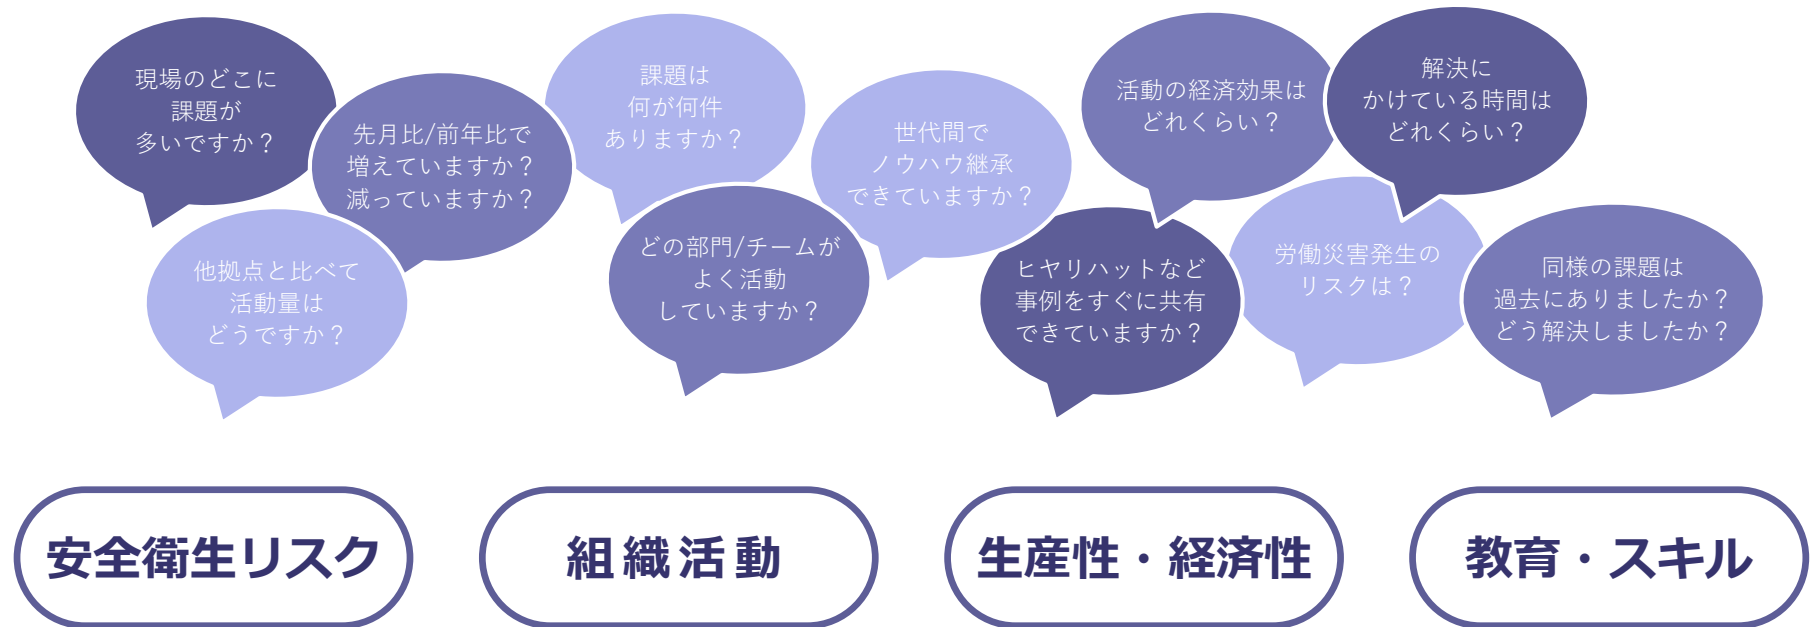 現場のどこに
課題が
多いですか？
先月比/前年比で
増えていますか？
減っていますか？
他拠点と比べて
活動量は
どうですか？
課題は
何が何件
ありますか？
どの部門/チームが
よく活動
していますか？
世代間で
ノウハウ継承
できていますか？
活動の経済効果は
どれくらい？
ヒヤリハットなど
事例をすぐに共有
できていますか？
解決に
かけている時間は
どれくらい？
労働災害発生の
リスクは？
同様の課題は
過去にありましたか？
どう解決しましたか？
安全衛生リスク
組織活動
生産性・経済性
教育・スキル